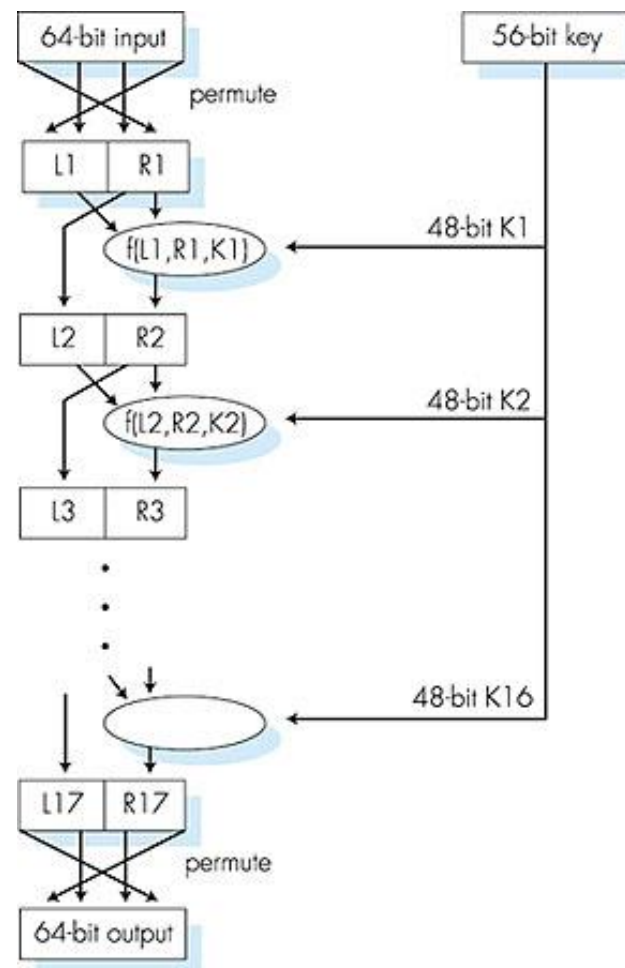 64-bit input
56-bit key
permute
L1 R1
48-bit K1
f(L1,R1,K1)
L2 R2
48-bit K2
f(L2,R2,K2)
L3 R3
48-bit K16
L17 R17
permute
64-bit output